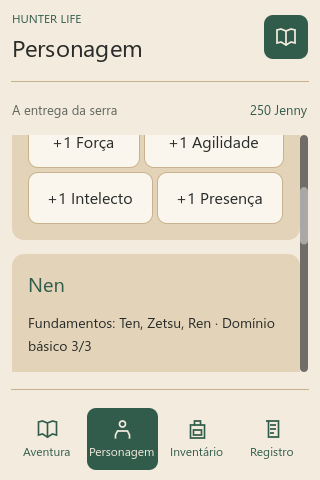 HUNTER LIFE
Personagem
A entrega da serra
250 Jenny
+1 Força
+1 Agilidade
+1 Intelecto
+1 Presença
Nen
Fundamentos: Ten, Zetsu, Ren · Domínio
básico 3/3
Aventura
Personagem
Inventário
Registro